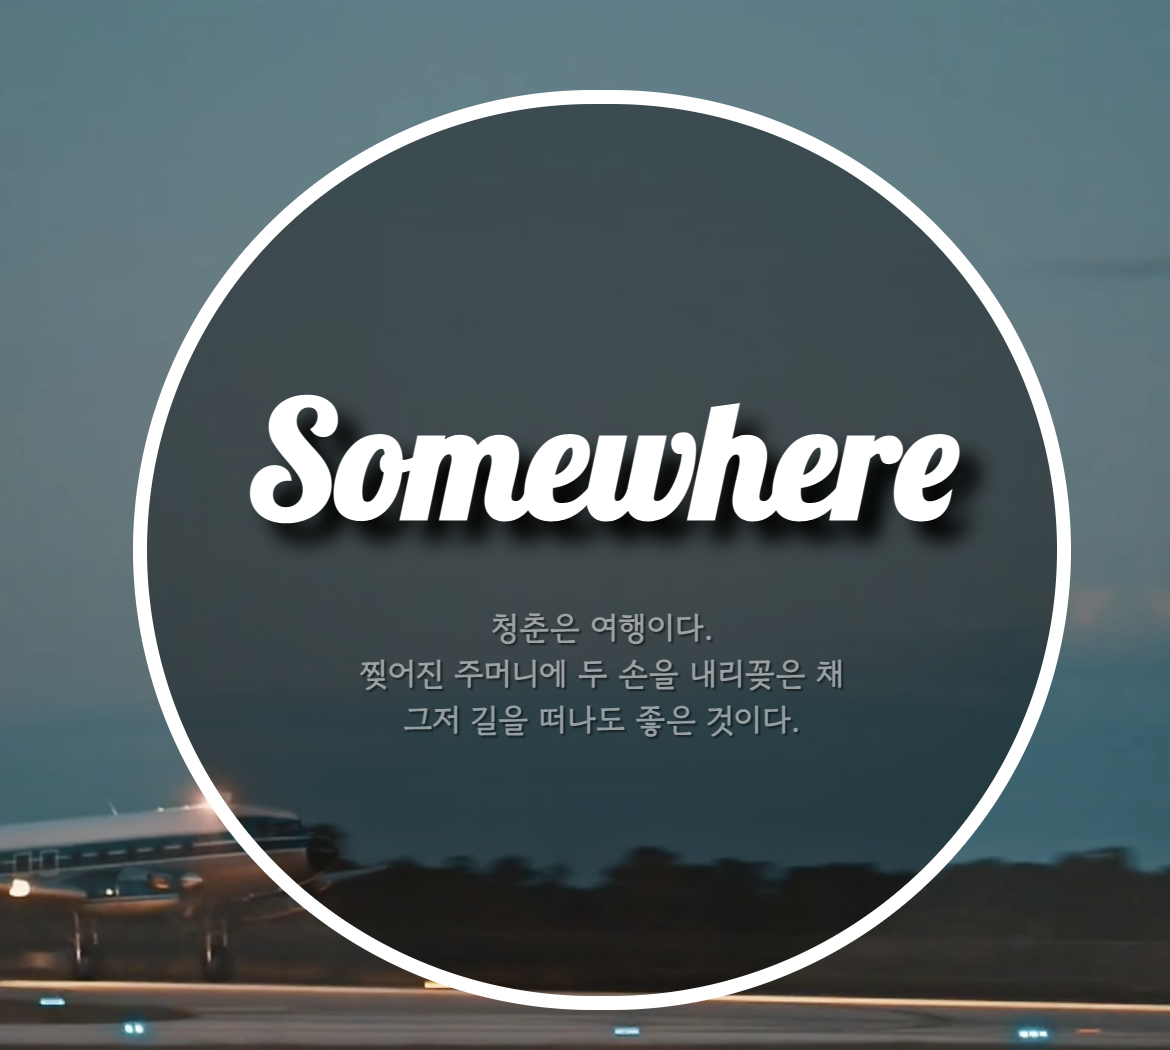 Somewhere
청춘은 여행이다.
찢어진 주머니에 두 손을 내리꽂은 채
그저 길을 떠나도 좋은 것이다.